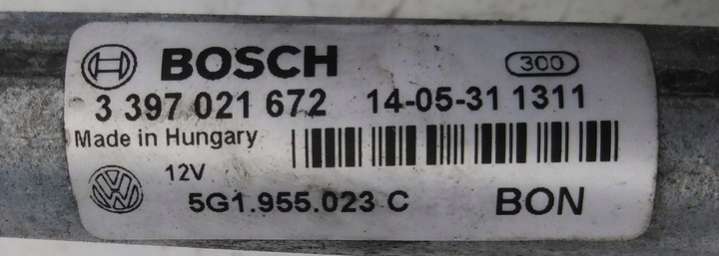 BOSCH 300
3 397 021 672 14-05-31 1311
Made in Hungary
12V
5G1.955.023 C BON